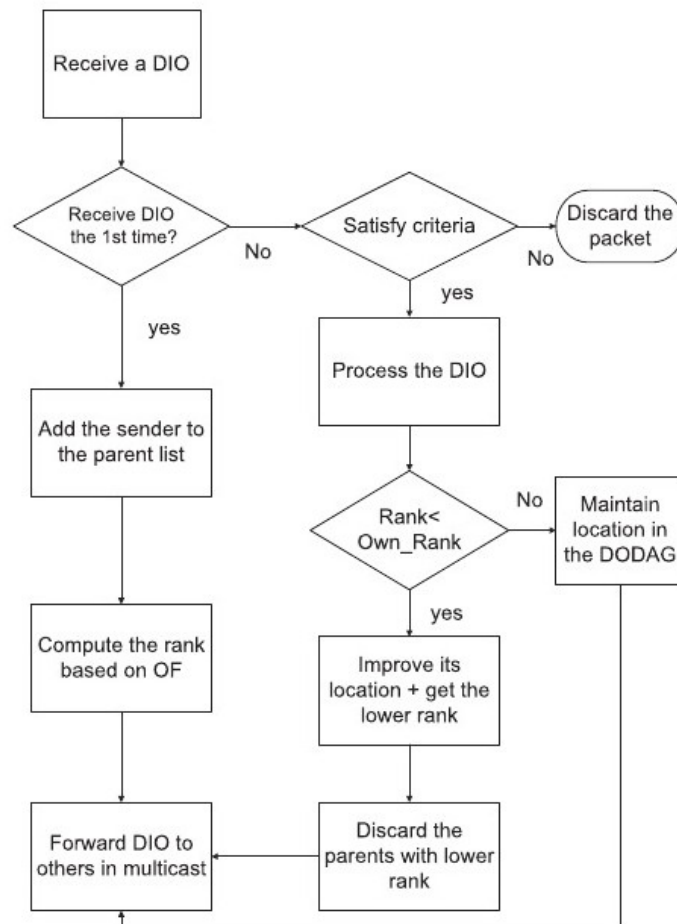 Receive a DIO
Receive DIO
the 1st time?
No
Satisfy criteria
No
Discard the
packet
yes
yes
Process the DIO
Add the sender to
the parent list
Rank<
Own_Rank
No
Maintain
location in
the DODAG
yes
Compute the rank
based on OF
Improve its
location + get the
lower rank
Forward DIO to
others in multicast
Discard the
parents with lower
rank